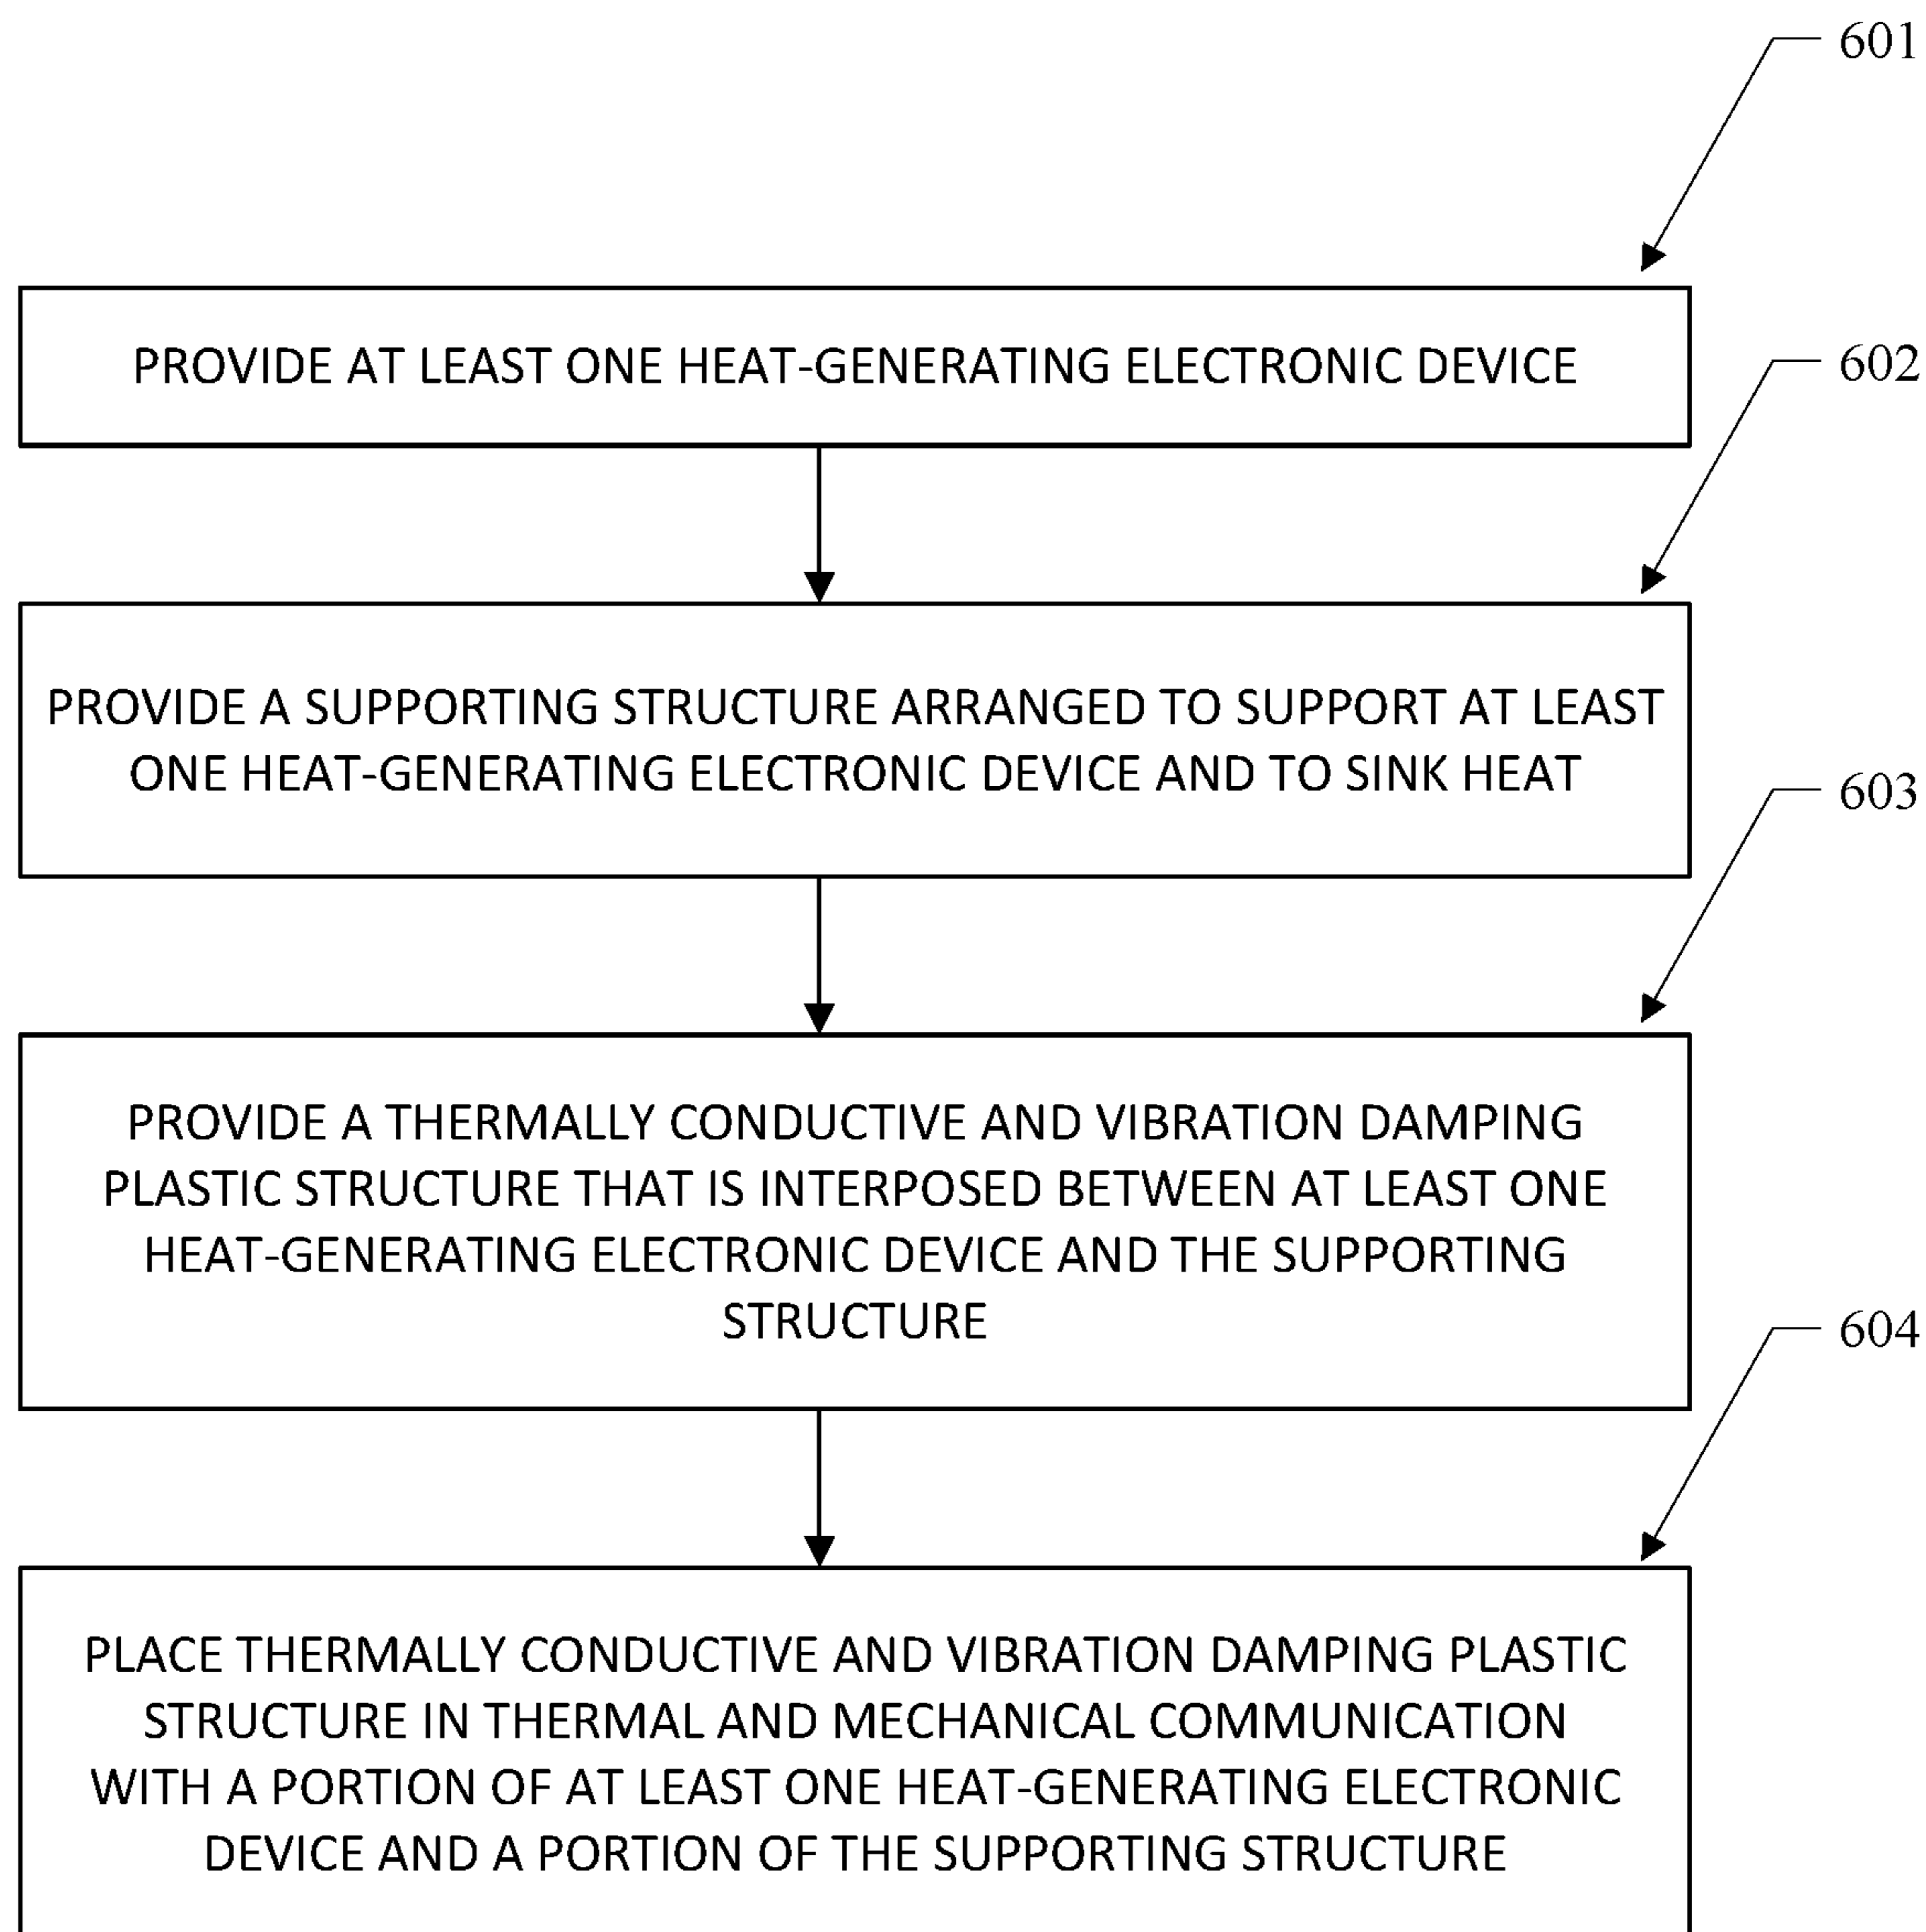 601
PROVIDE AT LEAST ONE HEAT-GENERATING ELECTRONIC DEVICE
602
PROVIDE A SUPPORTING STRUCTURE ARRANGED TO SUPPORT AT LEAST
ONE HEAT-GENERATING ELECTRONIC DEVICE AND TO SINK HEAT
603
PROVIDE A THERMALLY CONDUCTIVE AND VIBRATION DAMPING
PLASTIC STRUCTURE THAT IS INTERPOSED BETWEEN AT LEAST ONE
HEAT-GENERATING ELECTRONIC DEVICE AND THE SUPPORTING
STRUCTURE
604
PLACE THERMALLY CONDUCTIVE AND VIBRATION DAMPING PLASTIC
STRUCTURE IN THERMAL AND MECHANICAL COMMUNICATION
WITH A PORTION OF AT LEAST ONE HEAT-GENERATING ELECTRONIC
DEVICE AND A PORTION OF THE SUPPORTING STRUCTURE